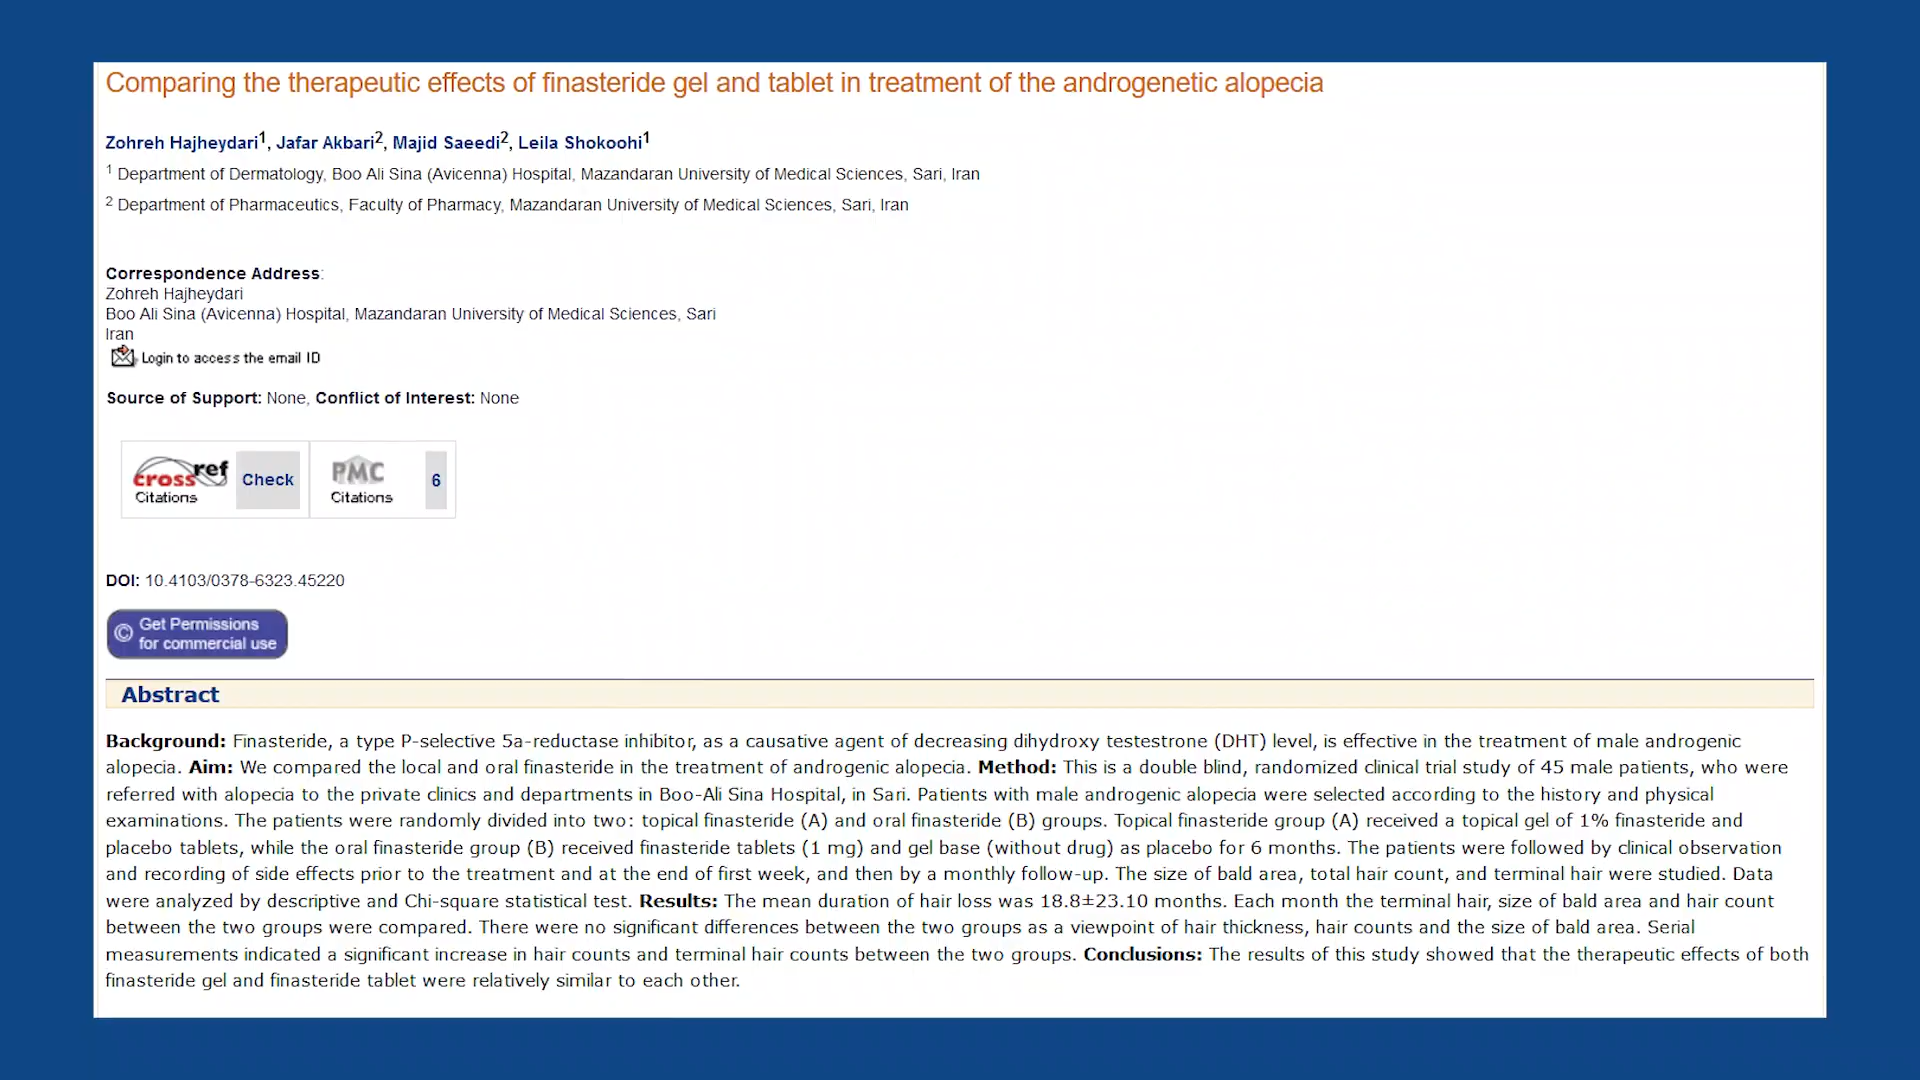 Comparing the therapeutic effects of finasteride gel and tablet in treatment of the androgenetic alopecia
Zohreh Hajheydari1, Jafar Akbari2, Majid Saeedi2, Leila Shokoohi1
1 Department of Dermatology, Boo Ali Sina (Avicenna) Hospital, Mazandaran University of Medical Sciences, Sari, Iran
2 Department of Pharmaceutics, Faculty of Pharmacy, Mazandaran University of Medical Sciences, Sari, Iran
Correspondence Address:
Zohreh Hajheydari
Boo Ali Sina (Avicenna) Hospital, Mazandaran University of Medical Sciences, Sari
Iran
Login to access the email ID
Source of Support: None, Conflict of Interest: None
crossref Citations Check PMC Citations 6
DOI: 10.4103/0378-6323.45220
© Get Permissions
for commercial use
Abstract
Background: Finasteride, a type P-selective 5a-reductase inhibitor, as a causative agent of decreasing dihydroxy testestrone (DHT) level, is effective in the treatment of male androgenic
alopecia. Aim: We compared the local and oral finasteride in the treatment of androgenic alopecia. Method: This is a double blind, randomized clinical trial study of 45 male patients, who were
referred with alopecia to the private clinics and departments in Boo-Ali Sina Hospital, in Sari. Patients with male androgenic alopecia were selected according to the history and physical
examinations. The patients were randomly divided into two: topical finasteride (A) and oral finasteride (B) groups. Topical finasteride group (A) received a topical gel of 1% finasteride and
placebo tablets, while the oral finasteride group (B) received finasteride tablets (1 mg) and gel base (without drug) as placebo for 6 months. The patients were followed by clinical observation
and recording of side effects prior to the treatment and at the end of first week, and then by a monthly follow-up. The size of bald area, total hair count, and terminal hair were studied. Data
were analyzed by descriptive and Chi-square statistical test. Results: The mean duration of hair loss was 18.8±23.10 months. Each month the terminal hair, size of bald area and hair count
between the two groups were compared. There were no significant differences between the two groups as a viewpoint of hair thickness, hair counts and the size of bald area. Serial
measurements indicated a significant increase in hair counts and terminal hair counts between the two groups. Conclusions: The results of this study showed that the therapeutic effects of both
finasteride gel and finasteride tablet were relatively similar to each other.